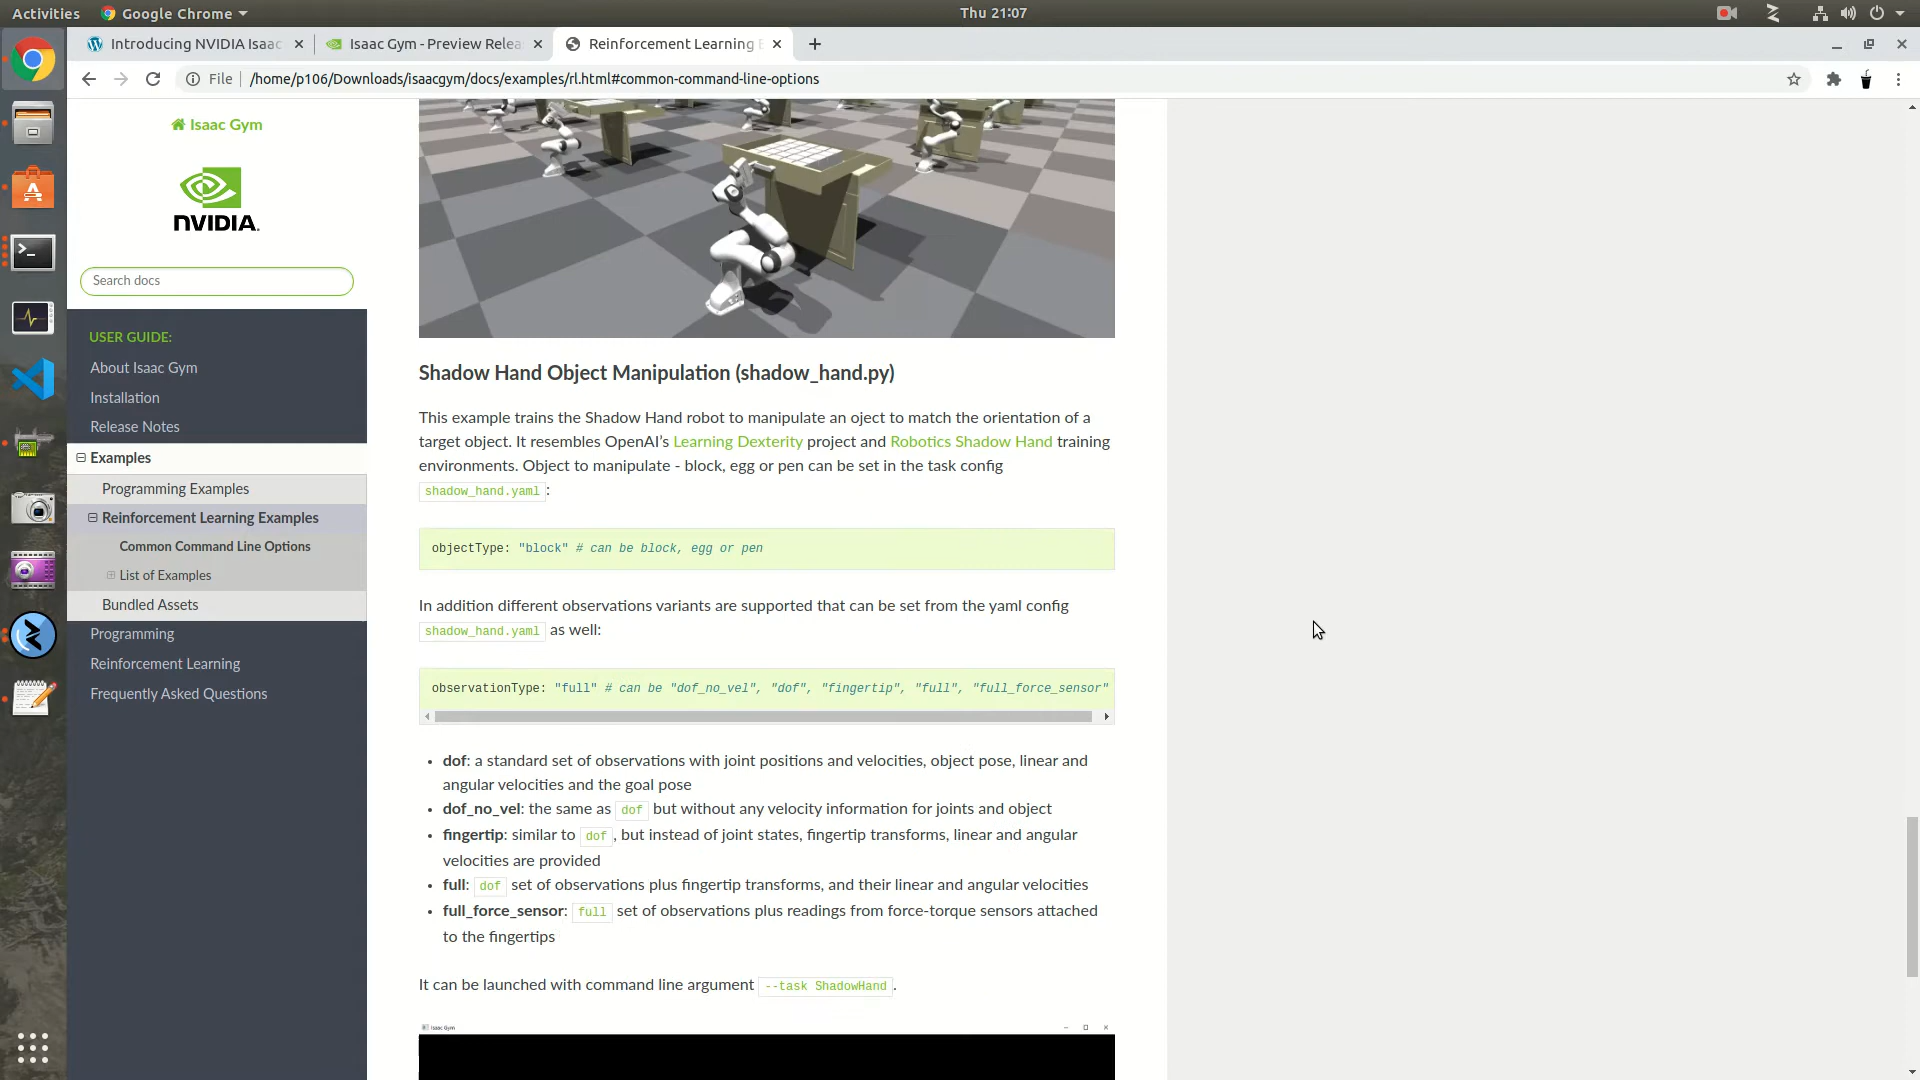 Activities
Google Chrome
Thu 21:07
Introducing NVIDIA Isaac
Isaac Gym - Preview Relea
Reinforcement Learning E
File
/home/p106/Downloads/isaacgym/docs/examples/rl.html#common-command-line-options
Isaac Gym
NVIDIA.
Search docs
USER GUIDE:
About Isaac Gym
Installation
Release Notes
Examples
Programming Examples
Reinforcement Learning Examples
Common Command Line Options
List of Examples
Bundled Assets
Programming
Reinforcement Learning
Frequently Asked Questions
Shadow Hand Object Manipulation (shadow_hand.py)
This example trains the Shadow Hand robot to manipulate an oject to match the orientation of a
target object. It resembles OpenAI’s Learning Dexterity project and Robotics Shadow Hand training
environments. Object to manipulate - block, egg or pen can be set in the task config
shadow_hand.yaml :
objectType: "block" # can be block, egg or pen
In addition different observations variants are supported that can be set from the yaml config
shadow_hand.yaml as well:
observationType: "full" # can be "dof_no_vel", "dof", "fingertip", "full", "full_force_sensor"
• dof: a standard set of observations with joint positions and velocities, object pose, linear and
angular velocities and the goal pose
• dof_no_vel: the same as dof but without any velocity information for joints and object
• fingertip: similar to dof , but instead of joint states, fingertip transforms, linear and angular
velocities are provided
• full: dof set of observations plus fingertip transforms, and their linear and angular velocities
• full_force_sensor: full set of observations plus readings from force-torque sensors attached
to the fingertips
It can be launched with command line argument --task ShadowHand .
Isaac Gym